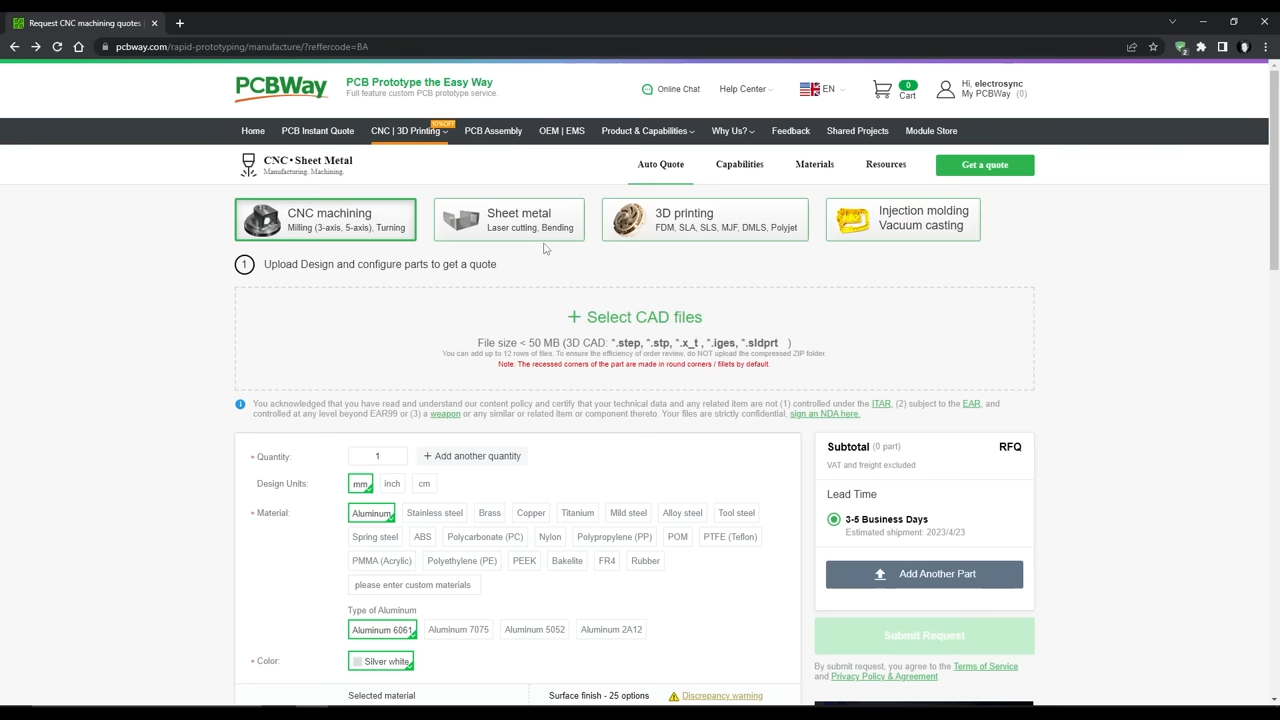 Request CNC machining quotes
pcbway.com/rapid-prototyping/manufacture/?reffercode=BA
2
PCBWay
PCB Prototype the Easy Way
Full feature custom PCB prototype service.
Online Chat
Help Center
EN
0
Cart
Hi, electrosync
My PCBWay (0)
Home
PCB Instant Quote
CNC | 3D Printing
10%OFF
PCB Assembly
OEM | EMS
Product & Capabilities
Why Us?
Feedback
Shared Projects
Module Store
CNC•Sheet Metal
Manufacturing. Machining.
Auto Quote
Capabilities
Materials
Resources
Get a quote
CNC machining
Milling (3-axis, 5-axis), Turning
Sheet metal
Laser cutting, Bending
3D printing
FDM, SLA, SLS, MJF, DMLS, Polyjet
Injection molding
Vacuum casting
1 Upload Design and configure parts to get a quote
+ Select CAD files
File size < 50 MB (3D CAD: *.step, *.stp, *.x_t , *.iges, *.sldprt )
You can add up to 12 rows of files. To ensure the efficiency of order review, do NOT upload the compressed ZIP folder.
Note: The recessed corners of the part are made in round corners / fillets by default.
You acknowledged that you have read and understand our content policy and certify that your technical data and any related item are not (1) controlled under the ITAR, (2) subject to the EAR, and
controlled at any level beyond EAR99 or (3) a weapon or any similar or related item or component thereto. Your files are strictly confidential, sign an NDA here.
* Quantity:
1
+ Add another quantity
Design Units:
mm
inch
cm
* Material:
Aluminum
Stainless steel
Brass
Copper
Titanium
Mild steel
Alloy steel
Tool steel
Spring steel
ABS
Polycarbonate (PC)
Nylon
Polypropylene (PP)
POM
PTFE (Teflon)
PMMA (Acrylic)
Polyethylene (PE)
PEEK
Bakelite
FR4
Rubber
please enter custom materials
Type of Aluminum
Aluminum 6061
Aluminum 7075
Aluminum 5052
Aluminum 2A12
* Color:
Silver white
Selected material
Surface finish - 25 options
Discrepancy warning
Subtotal (0 part)
RFQ
VAT and freight excluded
Lead Time
3-5 Business Days
Estimated shipment: 2023/4/23
Add Another Part
Submit Request
By submit request, you agree to the Terms of Service
and Privacy Policy & Agreement